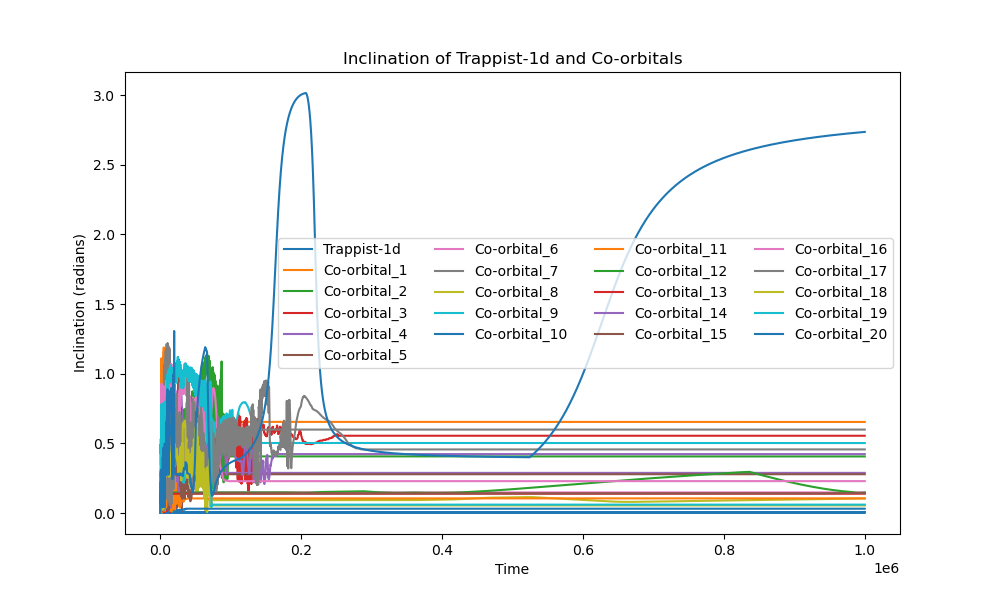 Inclination of Trappist-1d and Co-orbitals
Inclination (radians)
3.0
2.5
2.0
1.5
1.0
0.5
0.0
Trappist-1d
Co-orbital_1
Co-orbital_2
Co-orbital_3
Co-orbital_4
Co-orbital_5
Co-orbital_6
Co-orbital_7
Co-orbital_8
Co-orbital_9
Co-orbital_10
Co-orbital_11
Co-orbital_12
Co-orbital_13
Co-orbital_14
Co-orbital_15
Co-orbital_16
Co-orbital_17
Co-orbital_18
Co-orbital_19
Co-orbital_20
0.0 0.2 0.4 0.6 0.8 1.0
1e6
Time